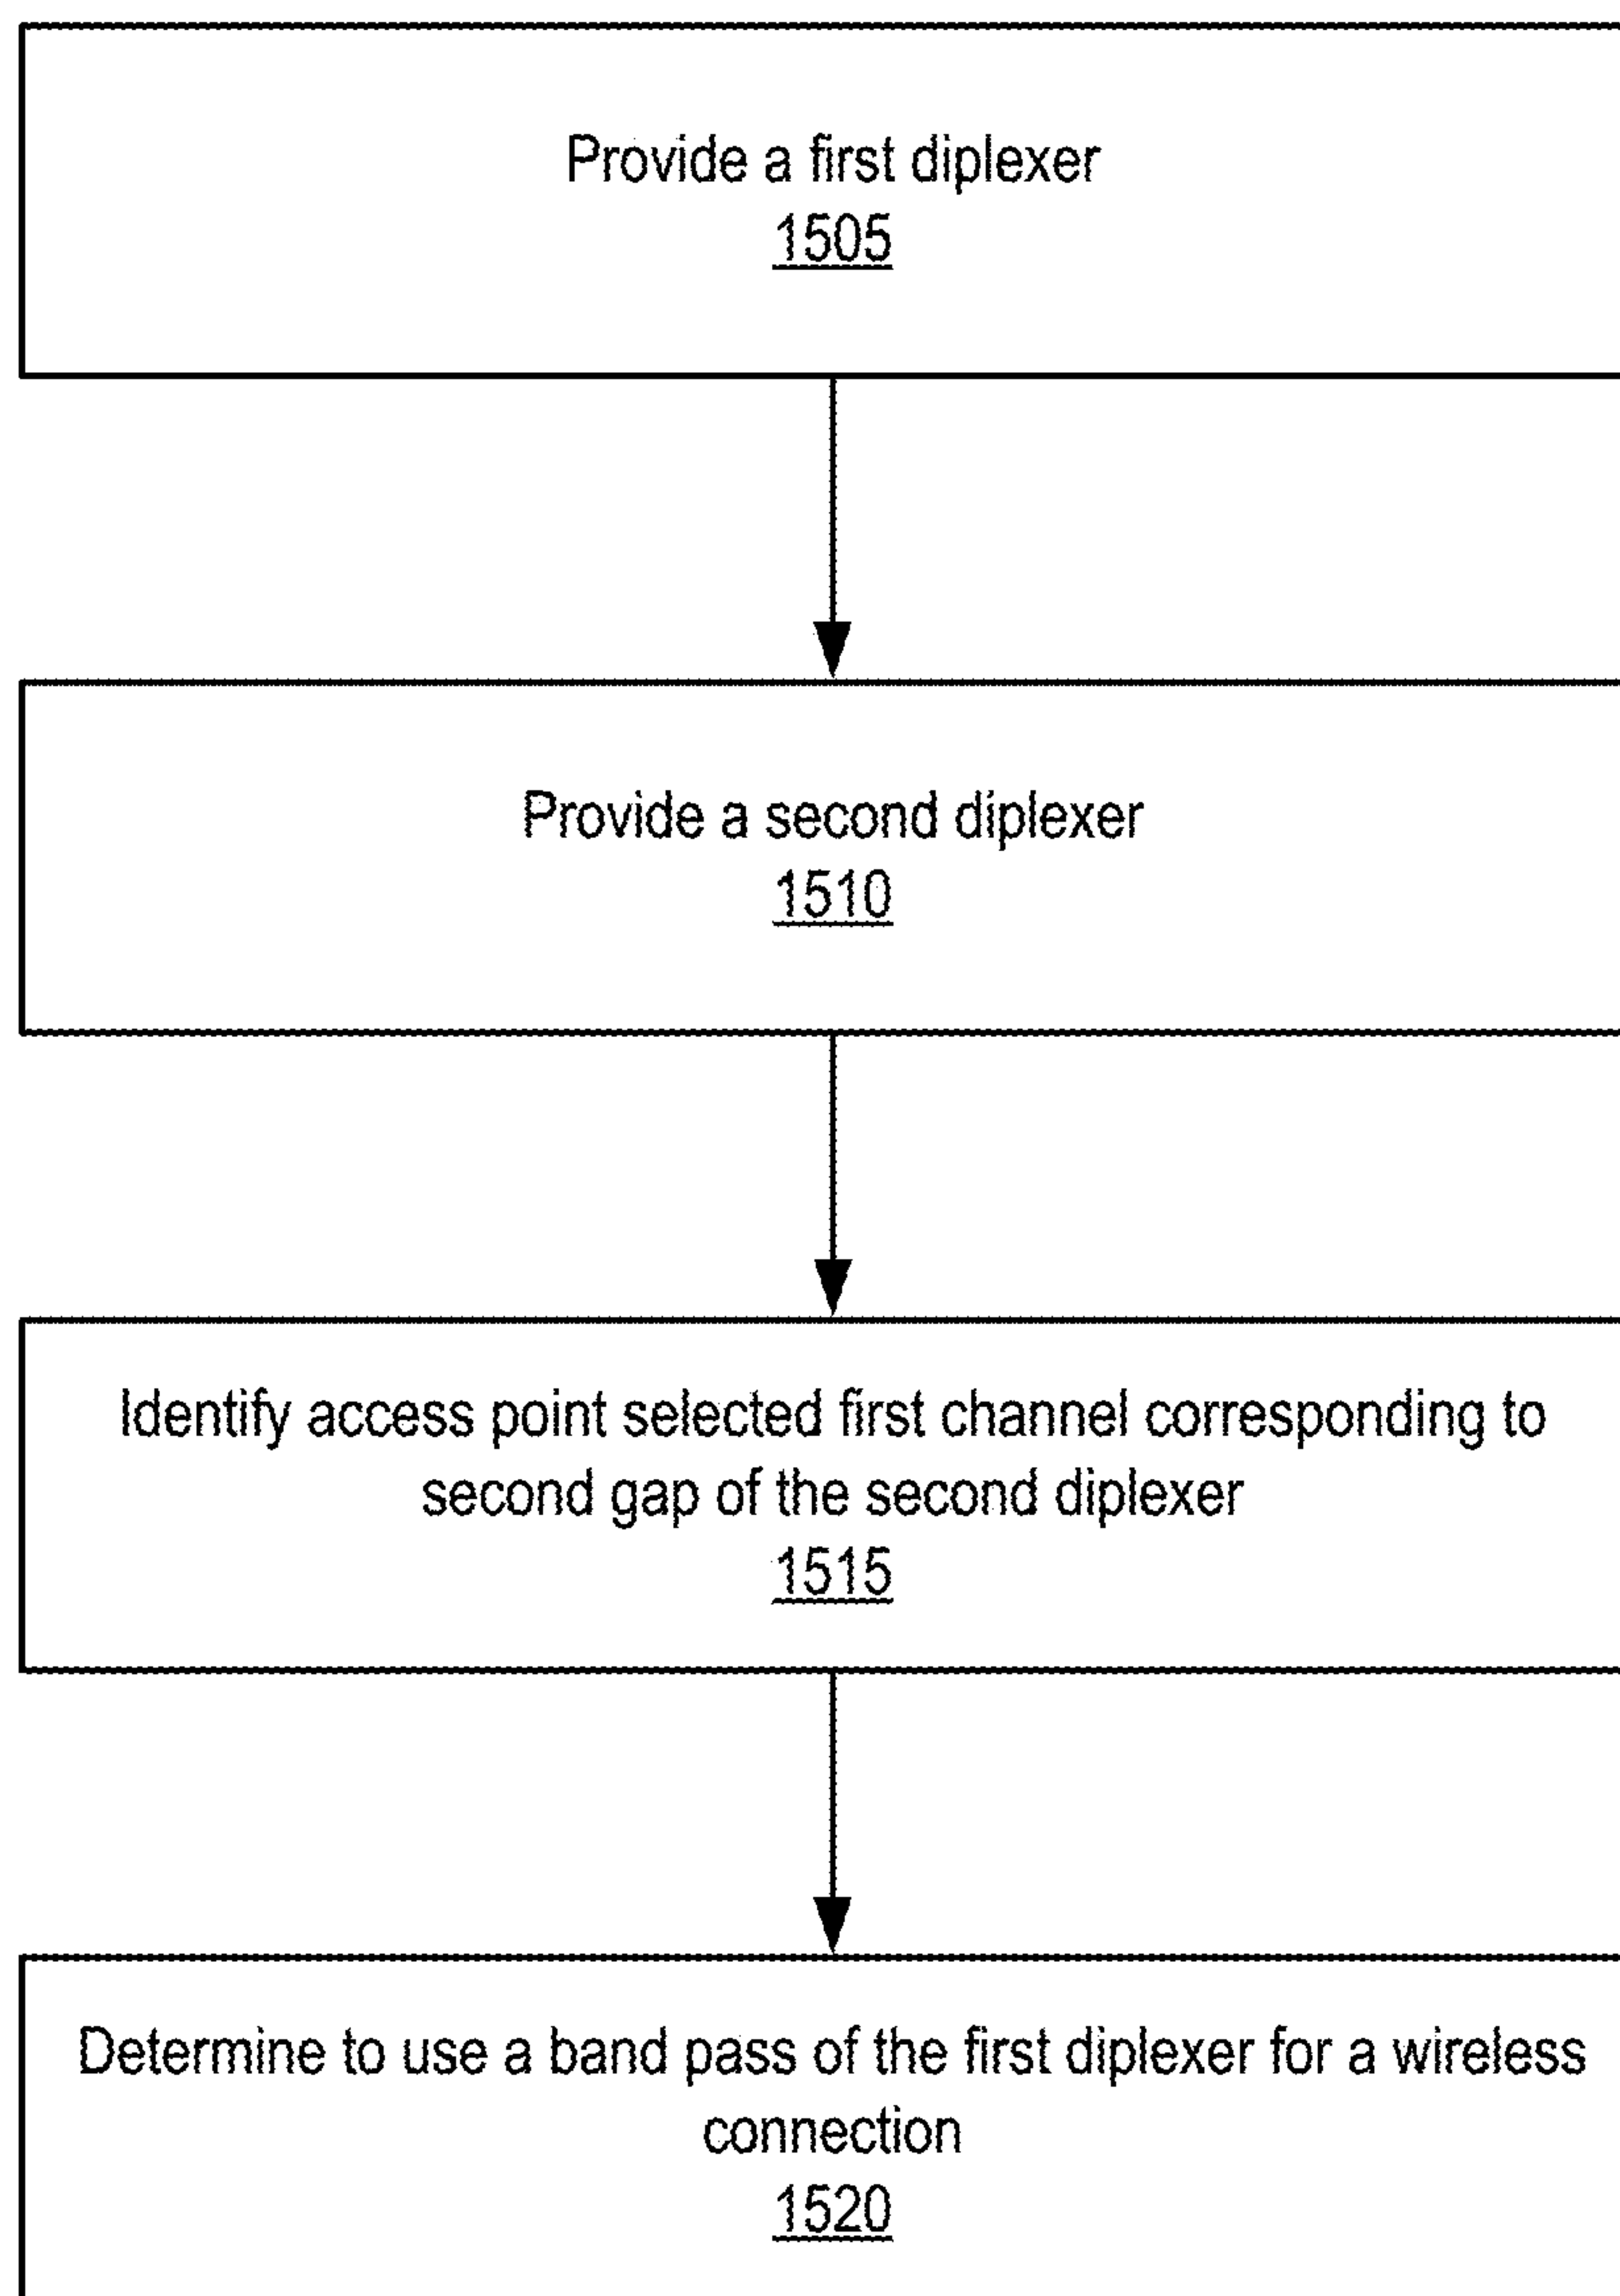 Provide a first diplexer
1505
Provide a second diplexer
1510
Identify access point selected first channel corresponding to
second gap of the second diplexer
1515
Determine to use a band pass of the first diplexer for a wireless
connection
1520